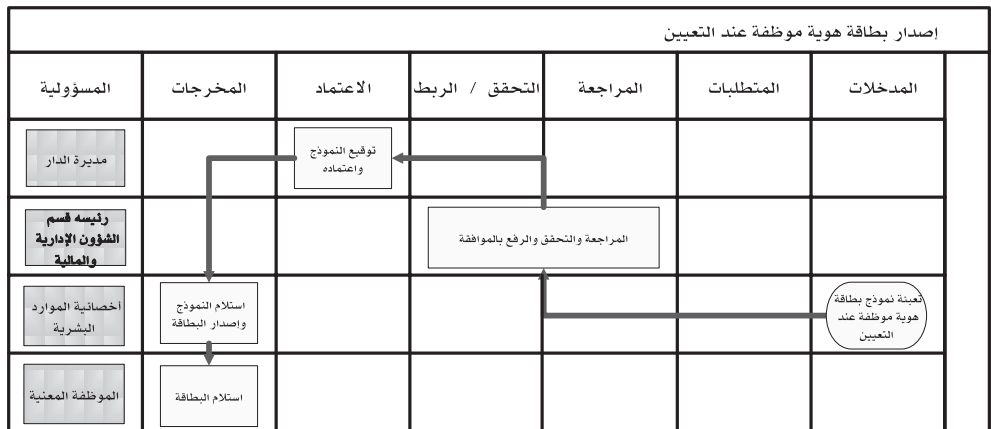 إصدار بطاقة هوية موظفة عند التعيين
المدخلات
المتطلبات
المراجعة
التحقق / الربط
الاعتماد
المخرجات
المسؤولية
توقيع النموذج
واعتماده
مديرة الدار
المراجعة والتحقق والرفع بالموافقة
رئيسه قسم
الشؤون الإدارية
والمالية
تعبئة نموذج بطاقة
هوية موظفة عند
التعيين
استلام النموذج
وإصدار البطاقة
أخصائية الموارد
البشرية
استلام البطاقة
الموظفة المعنية